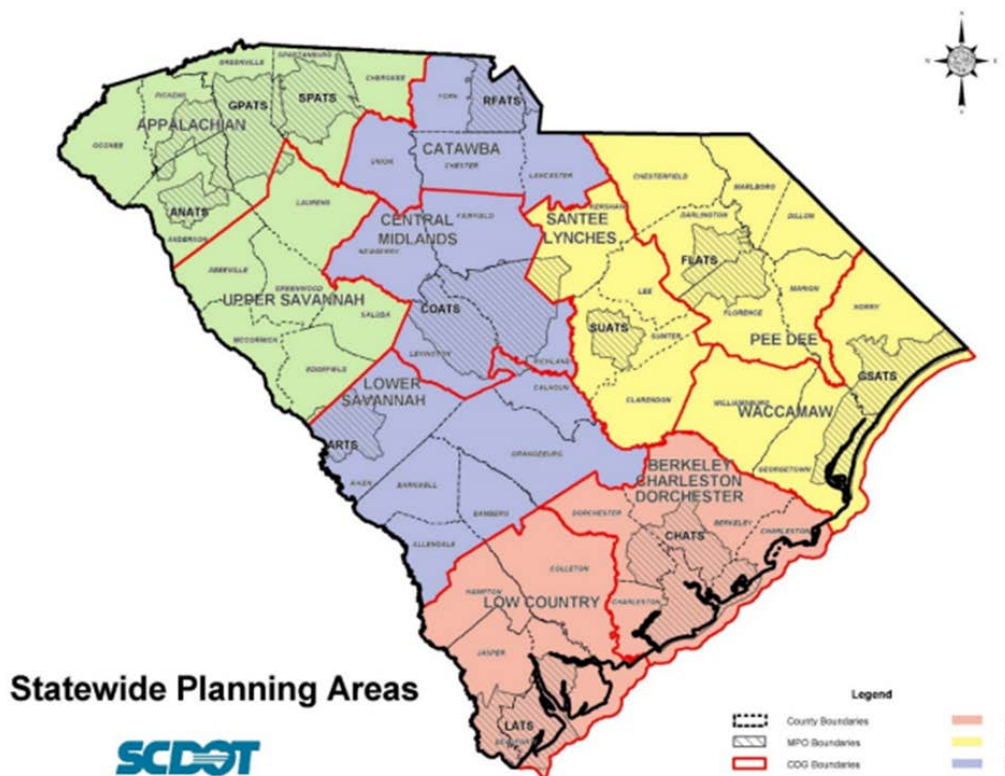 GREENVILLE
SPARTANBURG
CHEROKEE
PICKENS
GPATS
SPATS
YORK
RFATS
OCONEE
APPALACHIAN
CATAWBA
UNION
CHESTER
LANCASTER
CHESTERFIELD
MARLBORO
ANATS
ANDERSON
LAURENS
CENTRAL
MIDLANDS
FAIRFIELD
NEWBERRY
SANTEE
LYNCHES
KERSHAW
DARLINGTON
DILLON
FLATS
ABBEVILLE
GREENWOOD
UPPER SAVANNAH
SALUDA
COATS
LEE
MARION
HORRY
FLORENCE
SUATS
SUMTER
PEE DEE
MCCORMICK
EDGEFIELD
LEXINGTON
RICHLAND
GSATS
LOWER
SAVANNAH
CALHOUN
CLARENDON
WILLIAMSBURG
WACCAMAW
ARTS
ORANGEBURG
GEORGETOWN
AIKEN
BARNWELL
BAMBERG
BERKELEY
CHARLESTON
DORCHESTER
DORCHESTER
BERKELEY
CHARLESTON
CHATS
ALLENDALE
COLLETON
HAMPTON
LOW COUNTRY
CHARLESTON
JASPER
LATS
Statewide Planning Areas
SCDOT
Legend
County Boundaries
MPO Boundaries
COG Boundaries